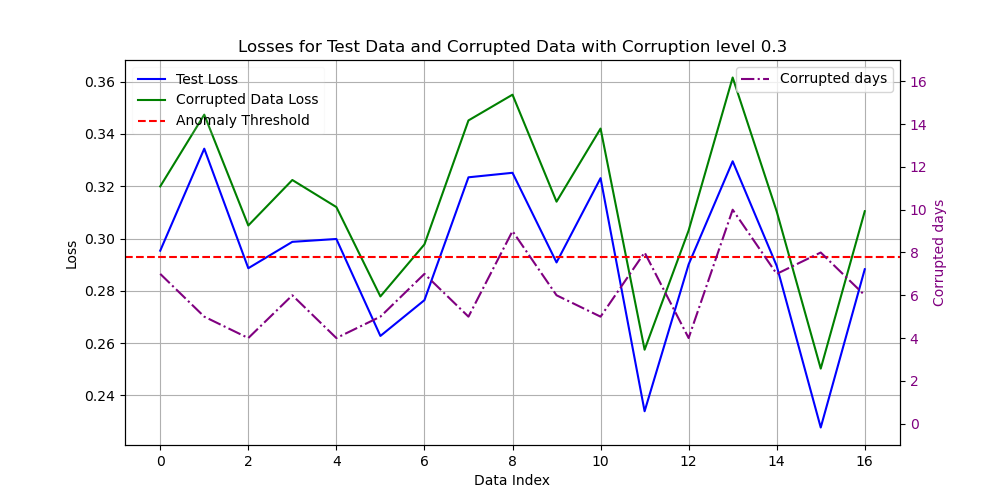 Losses for Test Data and Corrupted Data with Corruption level 0.3
Test Loss
Corrupted Data Loss
Anomaly Threshold
Corrupted days
0.36
0.34
0.32
0.30
0.28
0.26
0.24
Loss
16
14
12
10
8
6
4
2
0
Corrupted days
0 2 4 6 8 10 12 14 16
Data Index